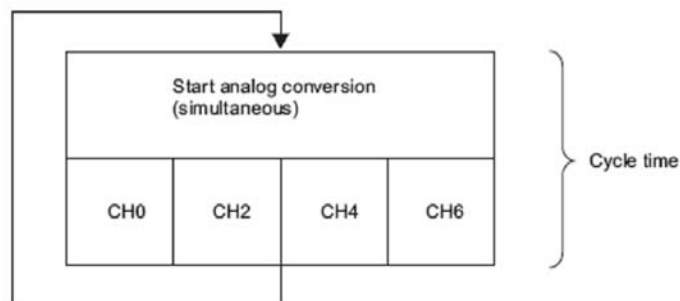 Start analog conversion
(simultaneous)
CH0
CH2
CH4
CH6
Cycle time